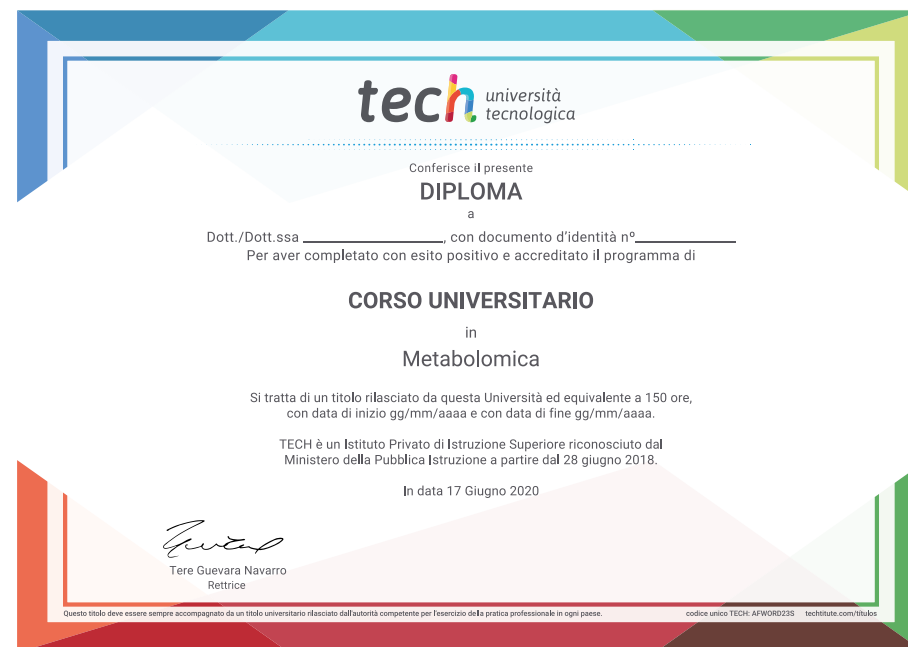 tech università
tecnologica
Conferisce il presente
DIPLOMA
a
Dott./Dott.ssa ____________________, con documento d'identità nº______________
Per aver completato con esito positivo e accreditato il programma di
CORSO UNIVERSITARIO
in
Metabolomica
Si tratta di un titolo rilasciato da questa Università ed equivalente a 150 ore,
con data di inizio gg/mm/aaaa e con data di fine gg/mm/aaaa.
TECH è un Istituto Privato di Istruzione Superiore riconosciuto dal
Ministero della Pubblica Istruzione a partire dal 28 giugno 2018.
In data 17 Giugno 2020
Tere Guevara Navarro
Rettrice
Questo titolo deve essere sempre accompagnato da un titolo universitario rilasciato dall'autorità competente per l'esercizio della pratica professionale in ogni paese. codice unico TECH: AFWORD23S techtitute.com/títulos